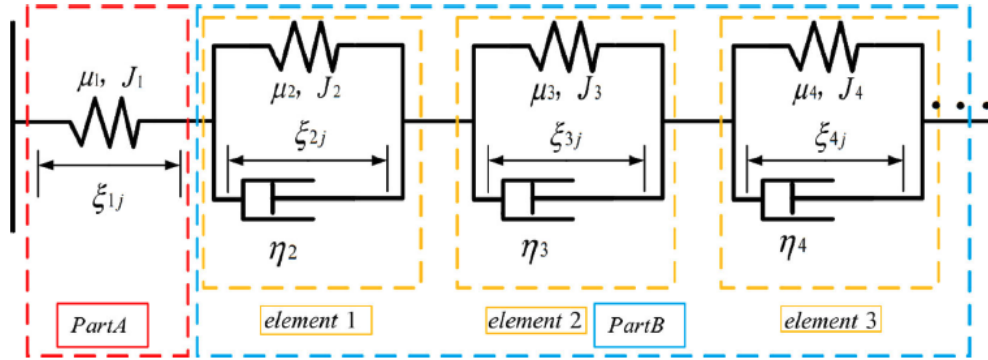 μ1, J1
ξ1j
PartA
μ2, J2
ξ2j
η2
element 1
μ3, J3
ξ3j
η3
element 2
PartB
μ4, J4
ξ4j
η4
element 3
...